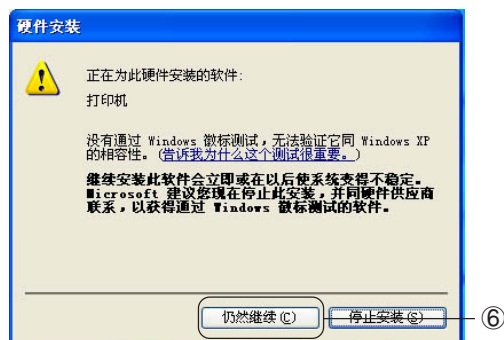 硬件安装
正在为此硬件安装的软件:
打印机
没有通过 Windows 徽标测试，无法验证它同 Windows XP
的相容性。(告诉我为什么这个测试很重要。)
继续安装此软件会立即或在以后使系统变得不稳定。
Microsoft 建议您现在停止此安装，并同硬件供应商
联系，以获得通过 Windows 徽标测试的软件。
仍然继续(C) 停止安装(S) ⑥